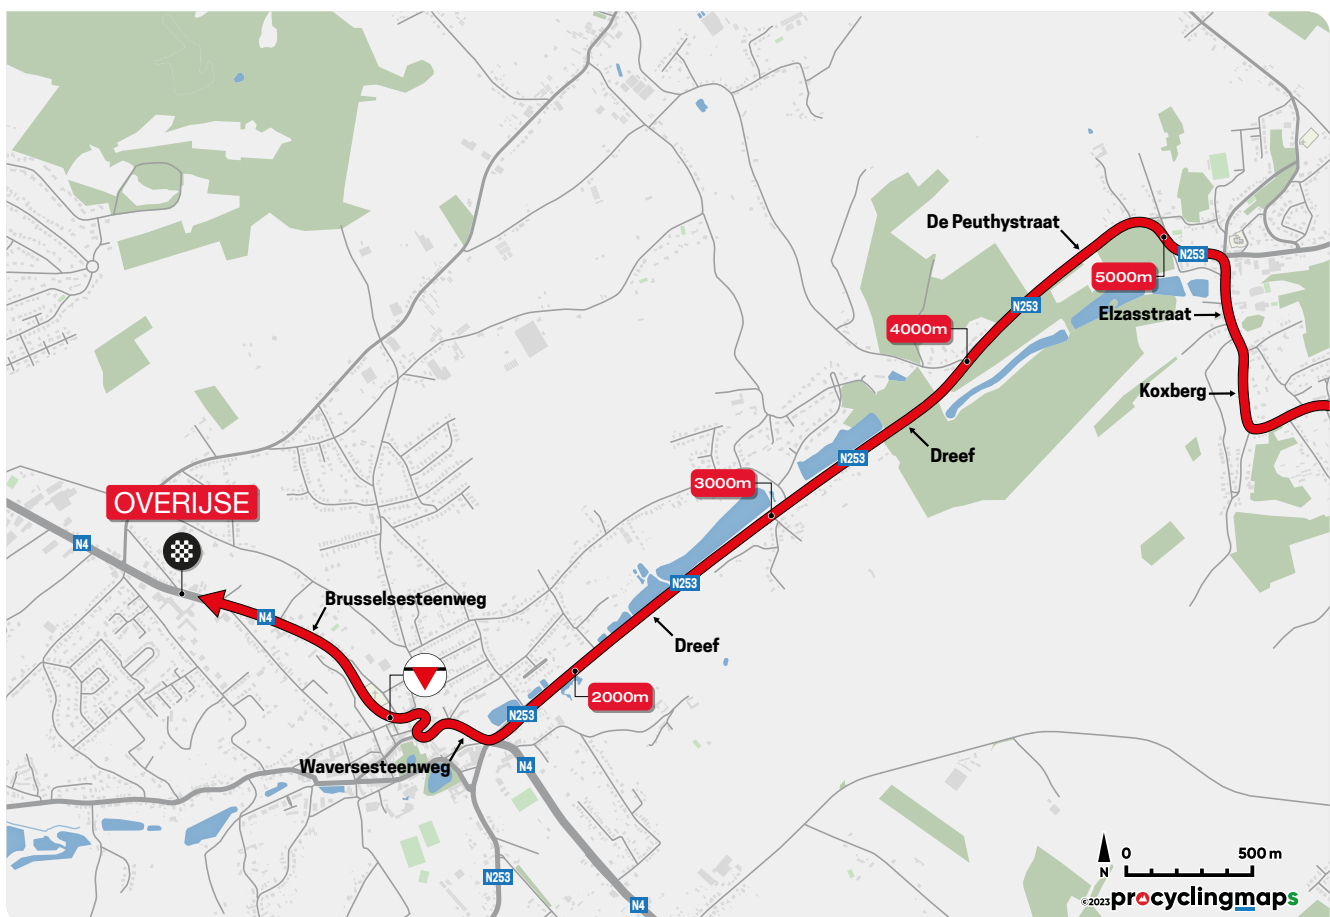 De Peuthystraat
N253
5000m
N253
Elzasstraat
4000m
Koxberg
Dreef
N253
3000m
OVERIJSE
N4
N253
Brusselsesteenweg
N4
Dreef
2000m
N253
Waversesteenweg
N4
N253
N4
N
0 500 m
©2023 procyclingmaps